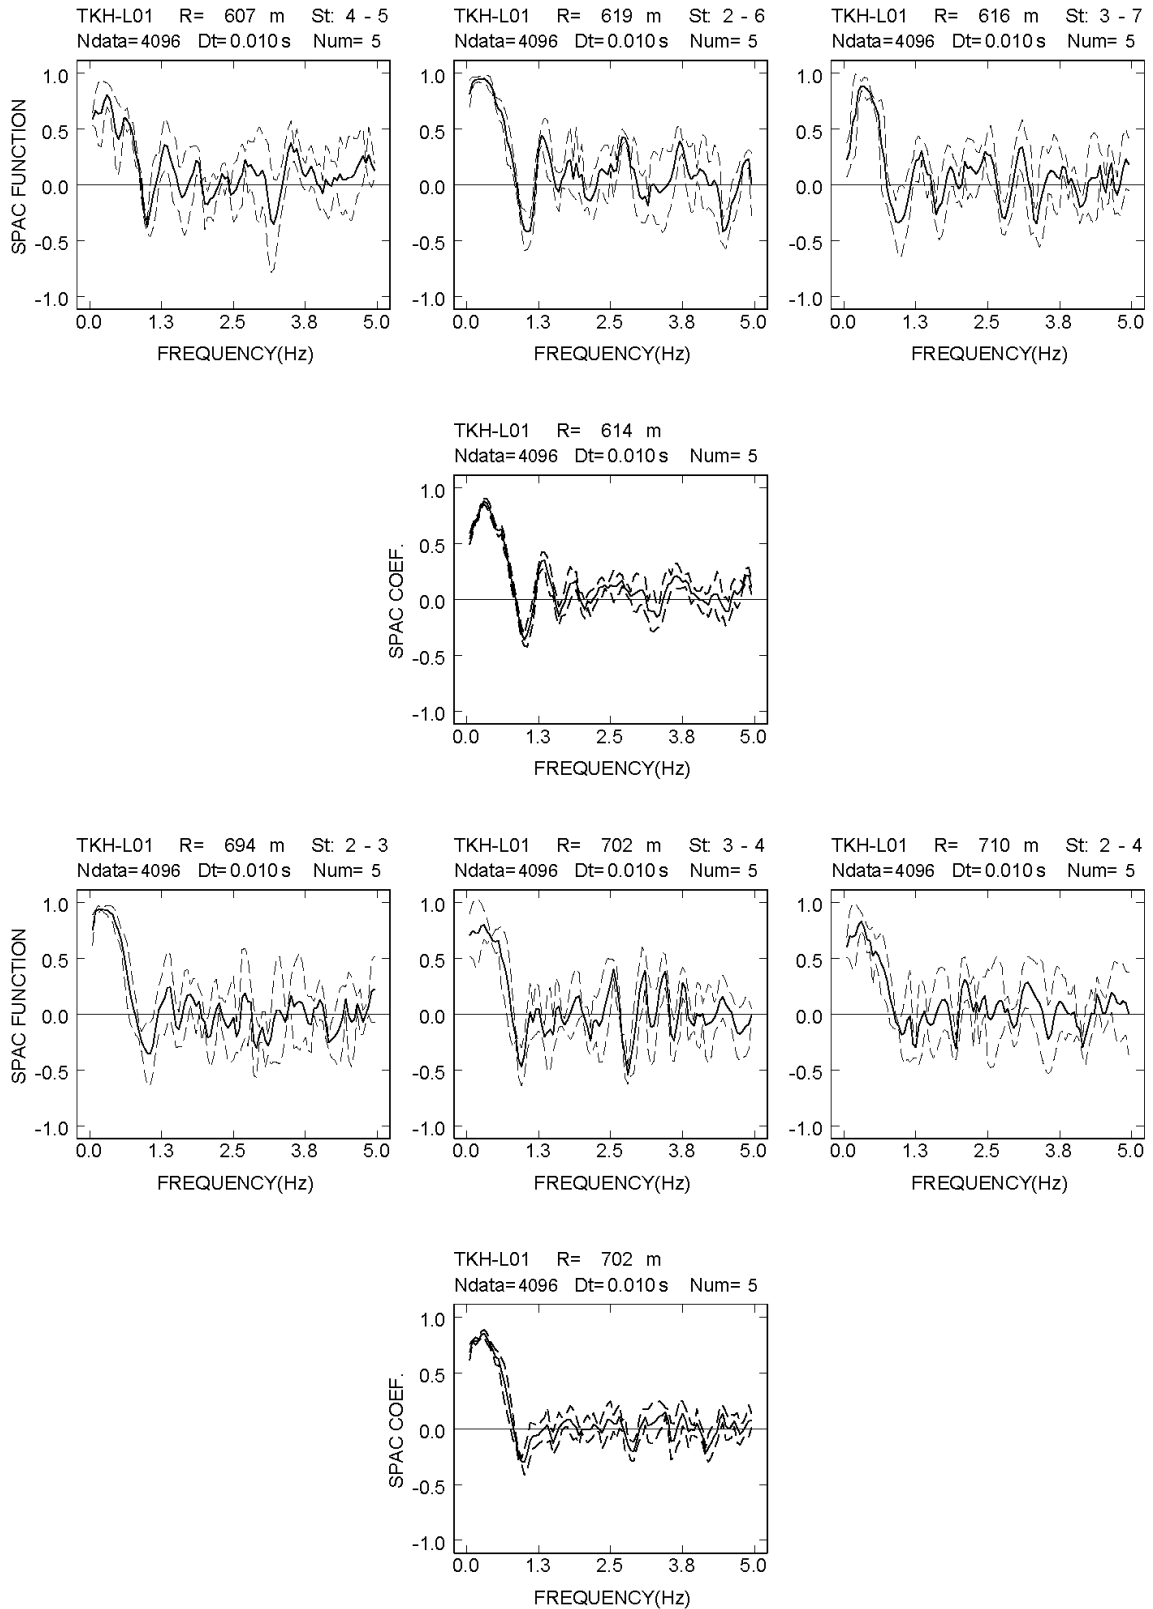 TKH-L01 R= 607 m St: 4 - 5
Ndata=4096 Dt=0.010 s Num= 5
TKH-L01 R= 619 m St: 2 - 6
Ndata=4096 Dt=0.010 s Num= 5
TKH-L01 R= 616 m St: 3 - 7
Ndata=4096 Dt=0.010 s Num= 5
SPAC FUNCTION
1.0
0.5
0.0
-0.5
-1.0
0.0 1.3 2.5 3.8 5.0
FREQUENCY(Hz)
1.0
0.5
0.0
-0.5
-1.0
0.0 1.3 2.5 3.8 5.0
FREQUENCY(Hz)
1.0
0.5
0.0
-0.5
-1.0
0.0 1.3 2.5 3.8 5.0
FREQUENCY(Hz)
TKH-L01 R= 614 m
Ndata=4096 Dt=0.010 s Num= 5
SPAC COEF.
1.0
0.5
0.0
-0.5
-1.0
0.0 1.3 2.5 3.8 5.0
FREQUENCY(Hz)
TKH-L01 R= 694 m St: 2 - 3
Ndata=4096 Dt=0.010 s Num= 5
TKH-L01 R= 702 m St: 3 - 4
Ndata=4096 Dt=0.010 s Num= 5
TKH-L01 R= 710 m St: 2 - 4
Ndata=4096 Dt=0.010 s Num= 5
SPAC FUNCTION
1.0
0.5
0.0
-0.5
-1.0
0.0 1.3 2.5 3.8 5.0
FREQUENCY(Hz)
1.0
0.5
0.0
-0.5
-1.0
0.0 1.3 2.5 3.8 5.0
FREQUENCY(Hz)
1.0
0.5
0.0
-0.5
-1.0
0.0 1.3 2.5 3.8 5.0
FREQUENCY(Hz)
TKH-L01 R= 702 m
Ndata=4096 Dt=0.010 s Num= 5
SPAC COEF.
1.0
0.5
0.0
-0.5
-1.0
0.0 1.3 2.5 3.8 5.0
FREQUENCY(Hz)